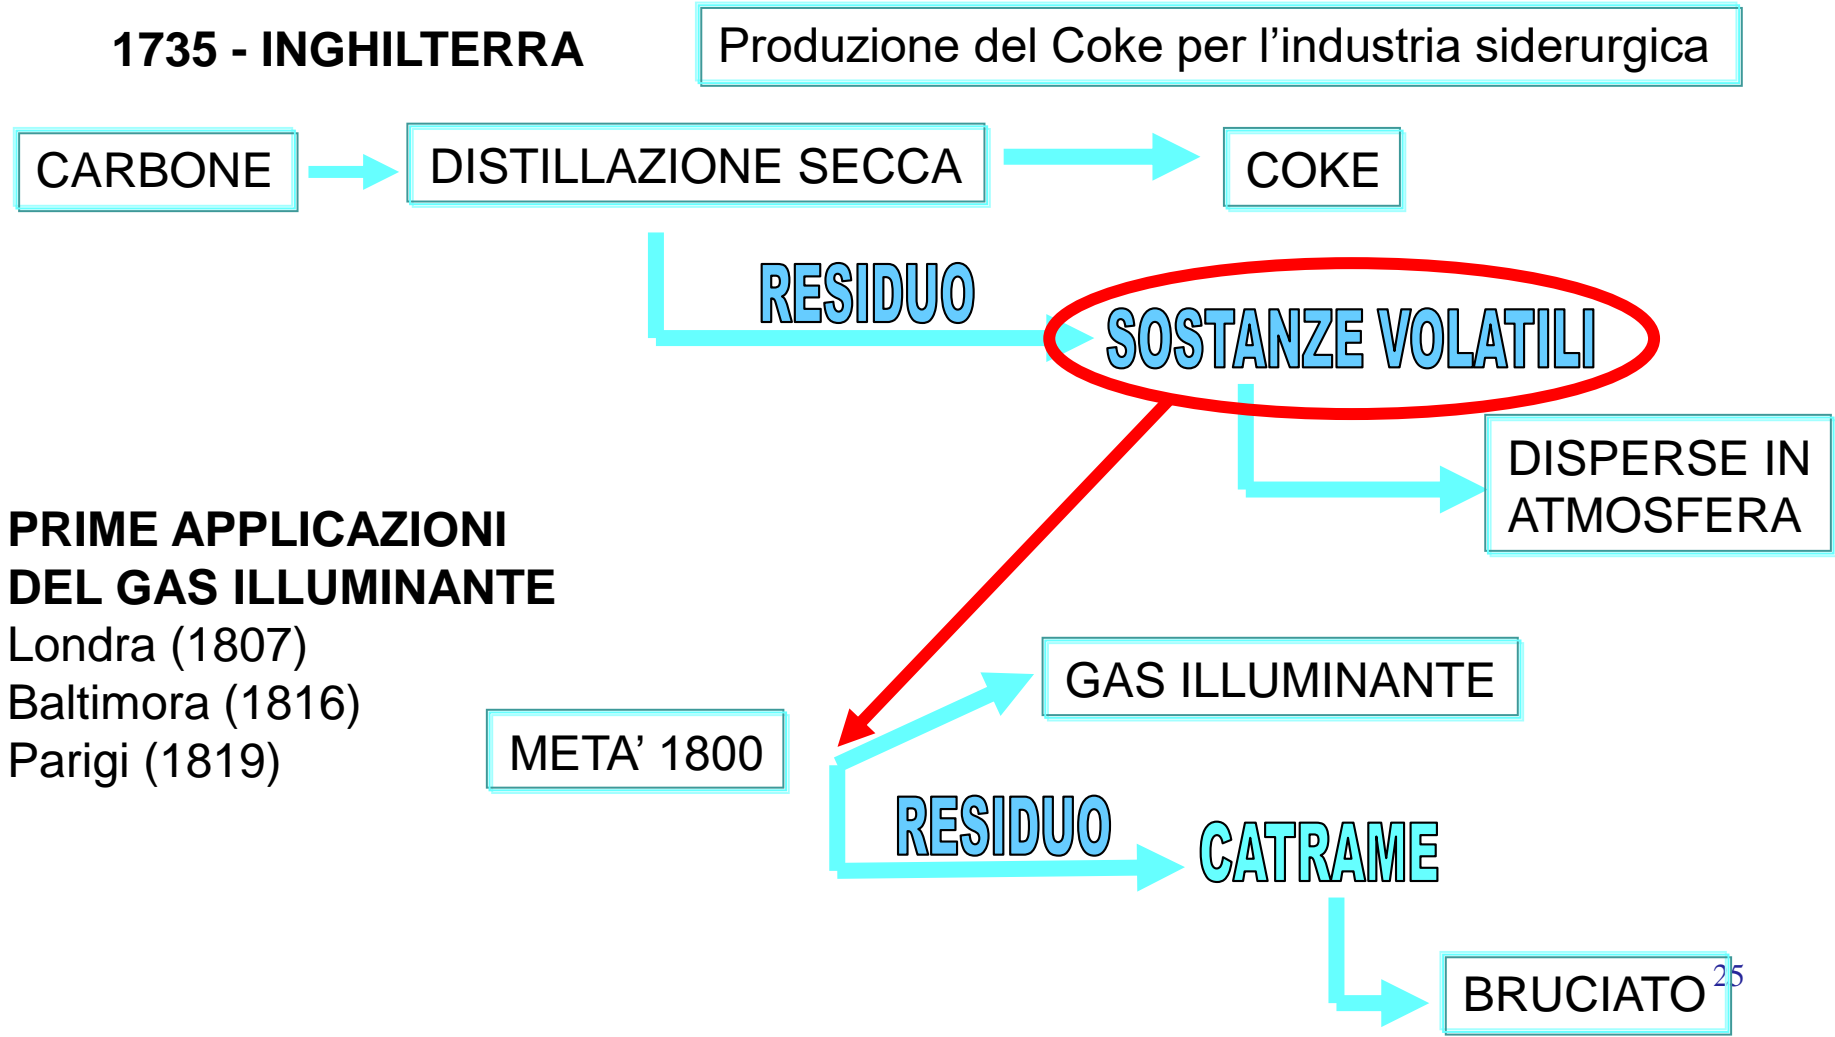 1735 - INGHILTERRA
Produzione del Coke per l’industria siderurgica
CARBONE
DISTILLAZIONE SECCA
COKE
RESIDUO
SOSTANZE VOLATILI
DISPERSE IN
ATMOSFERA
PRIME APPLICAZIONI
DEL GAS ILLUMINANTE
Londra (1807)
Baltimora (1816)
Parigi (1819)
GAS ILLUMINANTE
META’ 1800
RESIDUO
CATRAME
BRUCIATO
25